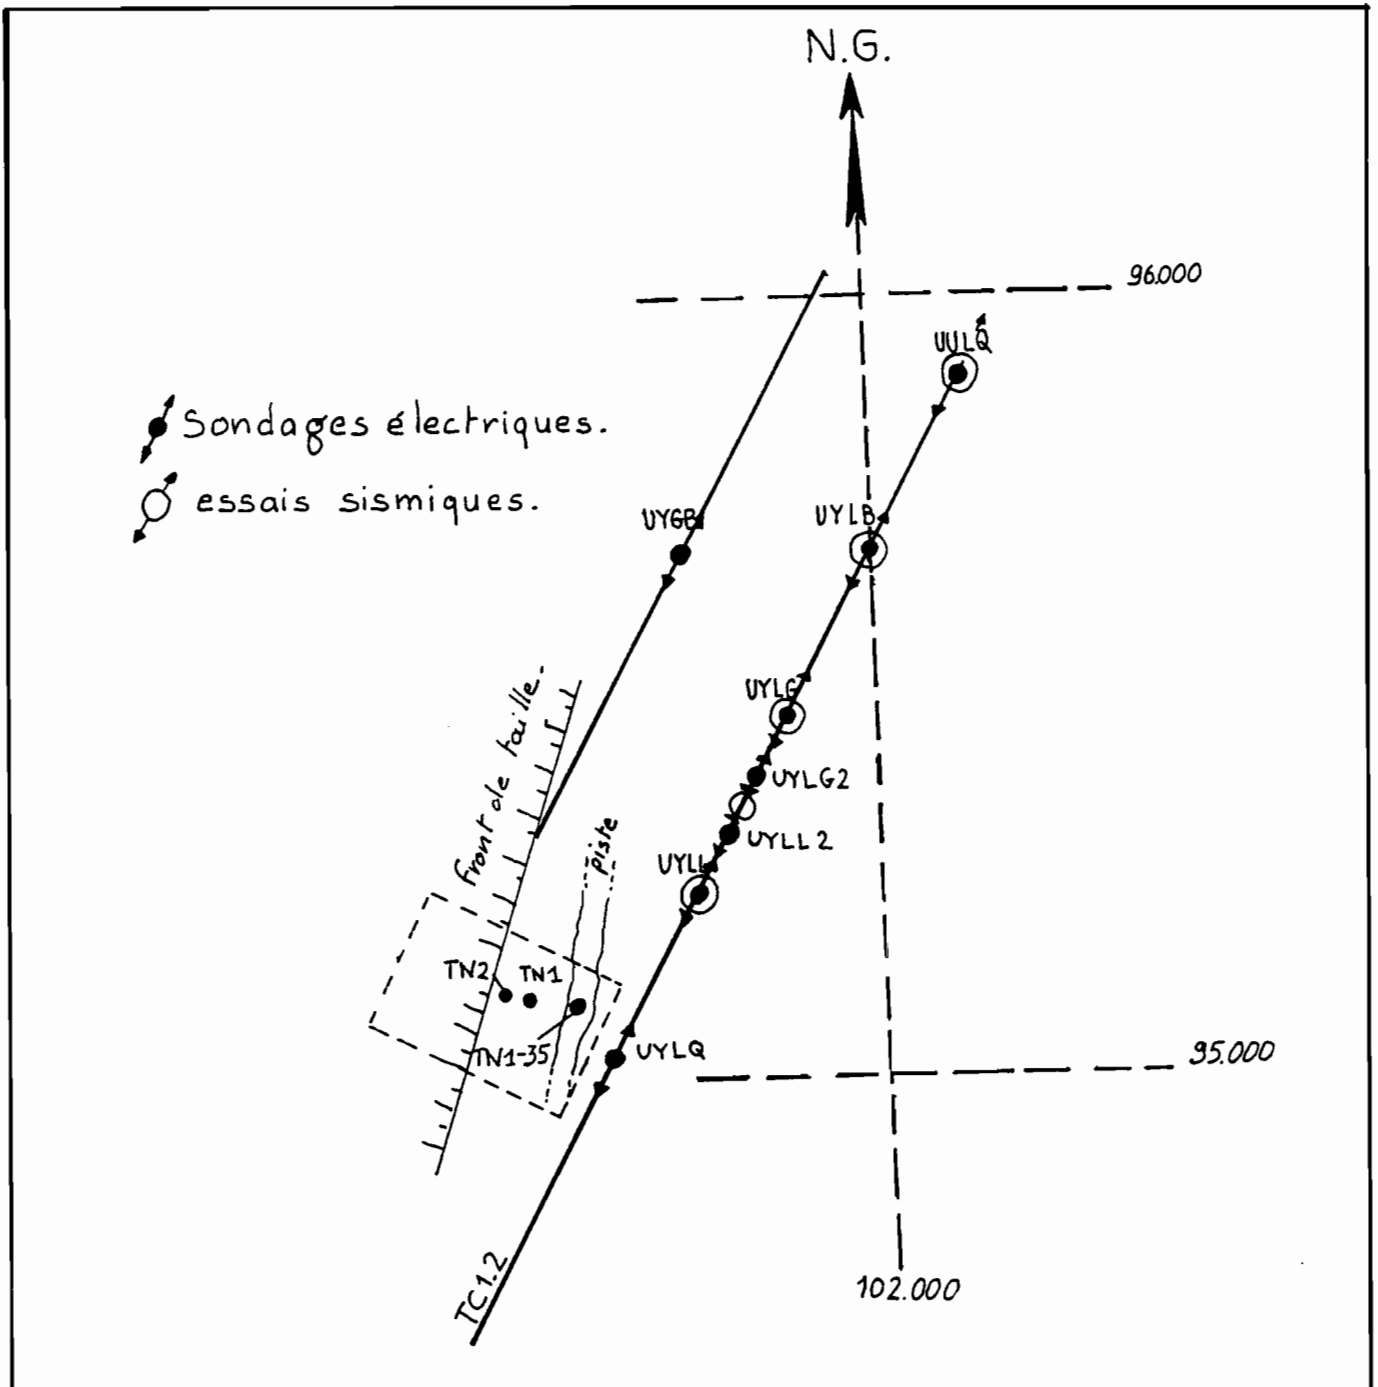 N.G.
96.000
UULQ
Sondages électriques.
essais sismiques.
UYGB
UYLB
UYLG
front de taille.
UYLG2
piste
UYLL2
UYLL
TN2
TN1
TN1-35
UYLQ
95.000
TC1.2
102.000